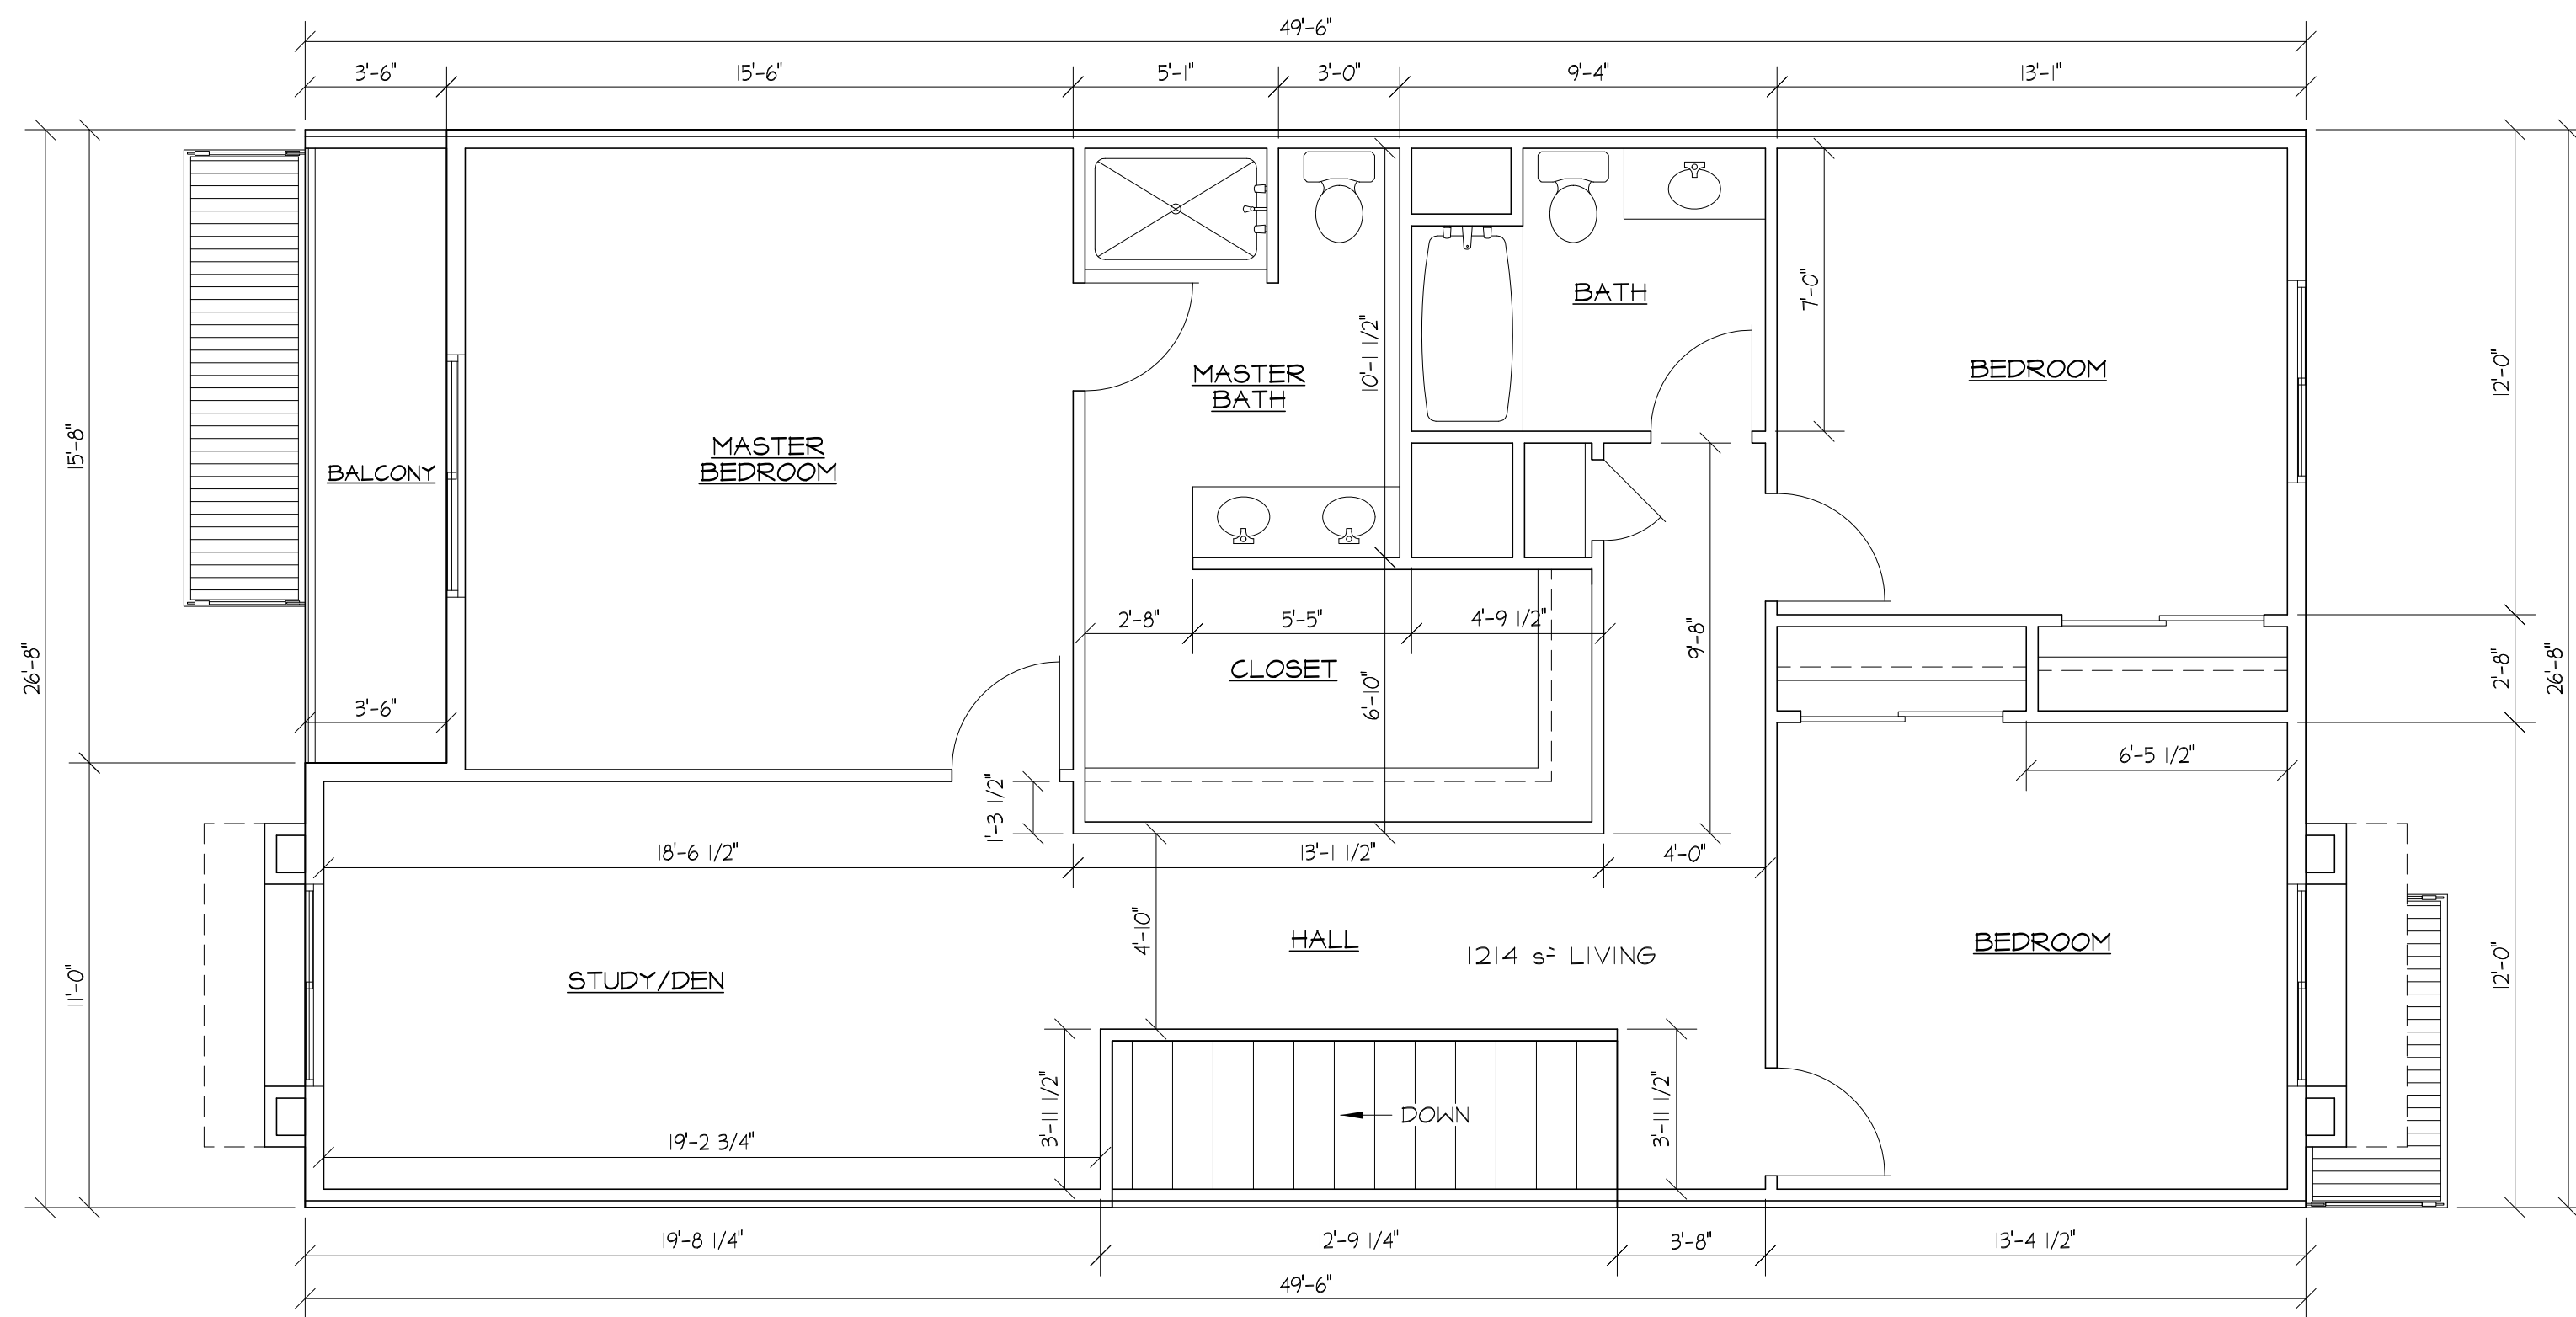 49'-6"
3'-6" 15'-6" 5'-1" 3'-0" 9'-4" 13'-1"
7'-0"
BATH
10'-1 1/2"
12'-0"
BEDROOM
MASTER
BATH
15'-8"
MASTER
BEDROOM
BALCONY
2'-8" 5'-5" 4'-9 1/2"
9'-8"
26'-8"
CLOSET
6'-10"
2'-8"
26'-8"
3'-6"
6'-5 1/2"
1'-3 1/2"
18'-6 1/2" 13'-1 1/2" 4'-0"
4'-10"
HALL
1214 sf LIVING
BEDROOM
11'-0"
STUDY/DEN
12'-0"
3'-11 1/2"
DOWN
3'-11 1/2"
19'-2 3/4"
19'-8 1/4" 12'-9 1/4" 3'-8" 13'-4 1/2"
49'-6"